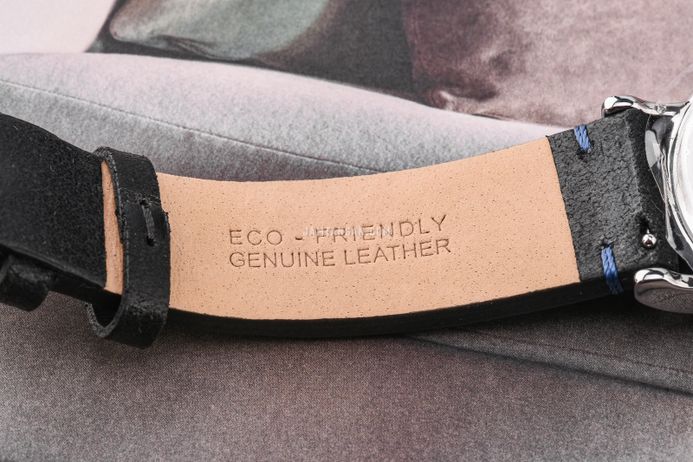 ECO - FRIENDLY
GENUINE LEATHER